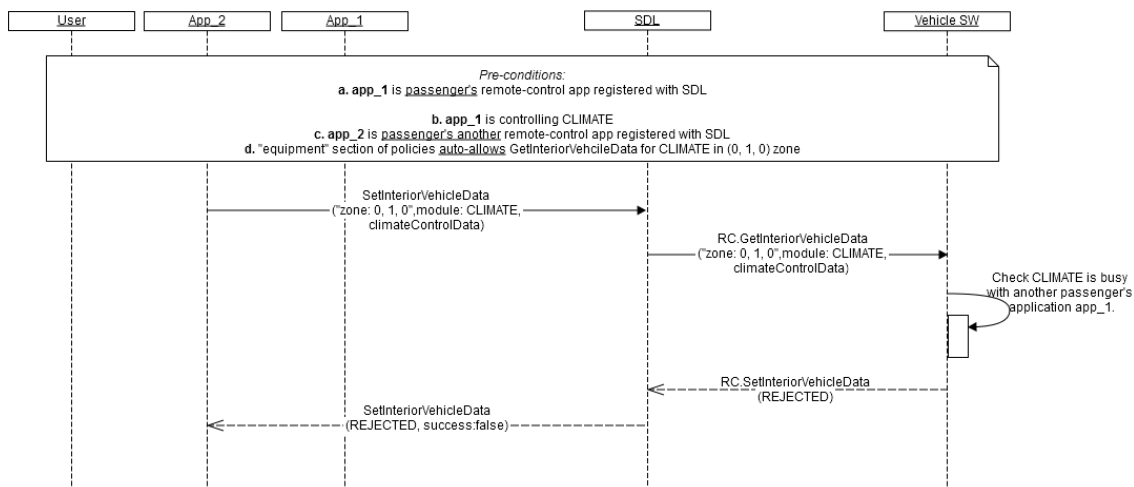 User
App_2
App_1
SDL
Vehicle SW
Pre-conditions:
a. app_1 is passenger's remote-control app registered with SDL
b. app_1 is controlling CLIMATE
c. app_2 is passenger's another remote-control app registered with SDL
d. "equipment" section of policies auto-allows GetInteriorVehcileData for CLIMATE in (0, 1, 0) zone
SetInteriorVehicleData
("zone: 0, 1, 0",module: CLIMATE,
climateControlData)
RC.GetInteriorVehicleData
("zone: 0, 1, 0",module: CLIMATE,
climateControlData)
Check CLIMATE is busy
with another passenger's
application app_1.
RC.SetInteriorVehicleData
(REJECTED)
SetInteriorVehicleData
(REJECTED, success:false)